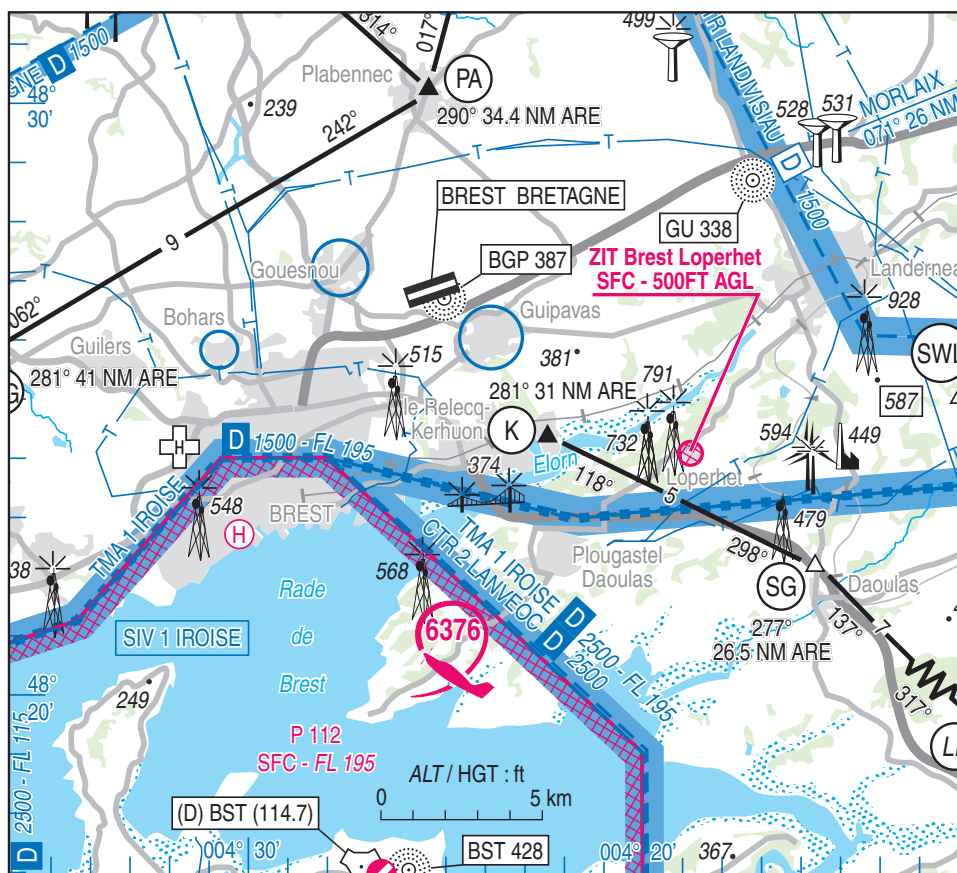 314°
017°
499
GNE D 1500
Plabennec
PA
290° 34.4 NM ARE
48°
30'
239
242°
528
531
MORLAIX
071° 26 NM
LANDIVISIAU
D
1500
T
T
T
T
T
BREST BRETAGNE
GU 338
BGP 387
ZIT Brest Loperhet
SFC - 500FT AGL
9
Gouesnou
Guipavas
Landerneau
928
062°
Bohars
Guilers
281° 41 NM ARE
515
381
281° 31 NM ARE
791
SWL
587
le Relecq-
Kerhuon
K
732
594
449
D 1500 - FL 195
H
374
Elorn
118°
5
Loperhet
TMA 1 IROISE
548
BREST
H
479
TMA 1 IROISE
CTR 2 LANVEOC
Plougastel
Daoulas
298°
38
568
Rade
de
Brest
SG
Daoulas
277°
26.5 NM ARE
137°
7
317°
SIV 1 IROISE
6376
D 2500 - FL 195
D 2500
48°
20'
249
P 112
SFC - FL 195
ALT / HGT : ft
0
5 km
2500 - FL 115
D
(D) BST (114.7)
004° 30'
BST 428
004° 20'
367